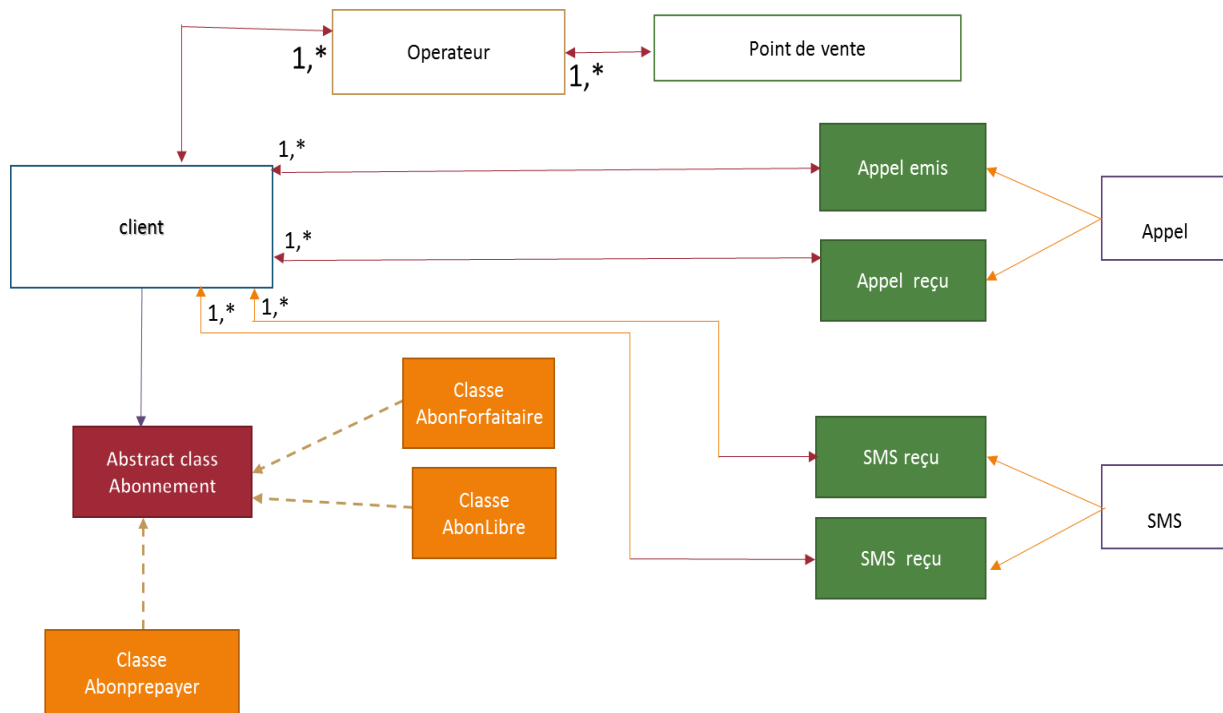 Operateur
Point de vente
1,*
1,*
1,*
Appel emis
client
Appel
1,*
Appel reçu
1,*
1,*
Classe
AbonForfaitaire
Abstract class
Abonnement
SMS reçu
Classe
AbonLibre
SMS
SMS reçu
Classe
Abonprepayer